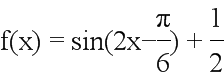 f(x) = sin(2x−π/6) + 1/2